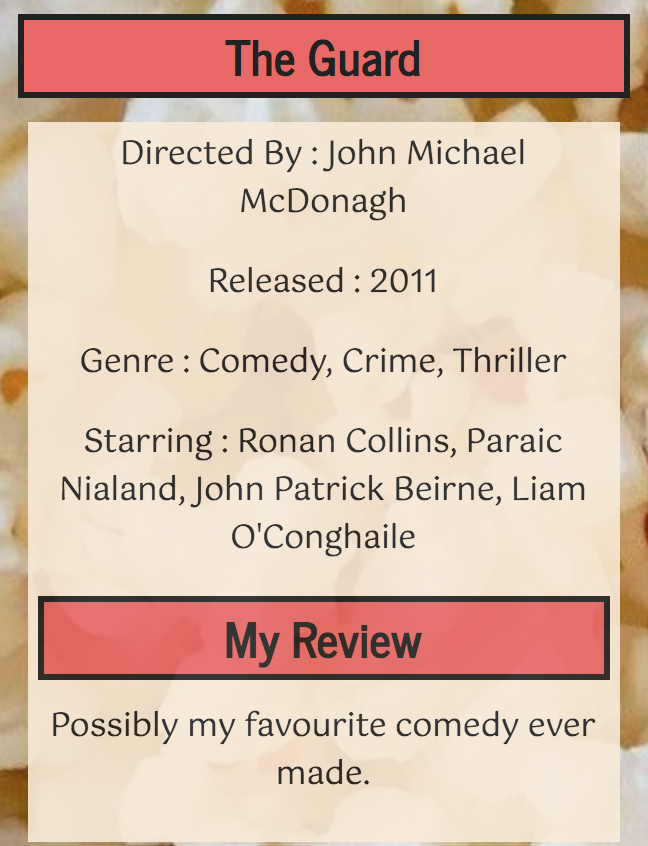 The Guard
Directed By : John Michael
McDonagh
Released : 2011
Genre : Comedy, Crime, Thriller
Starring : Ronan Collins, Paraic
Nialand, John Patrick Beirne, Liam
O'Conghaile
My Review
Possibly my favourite comedy ever
made.